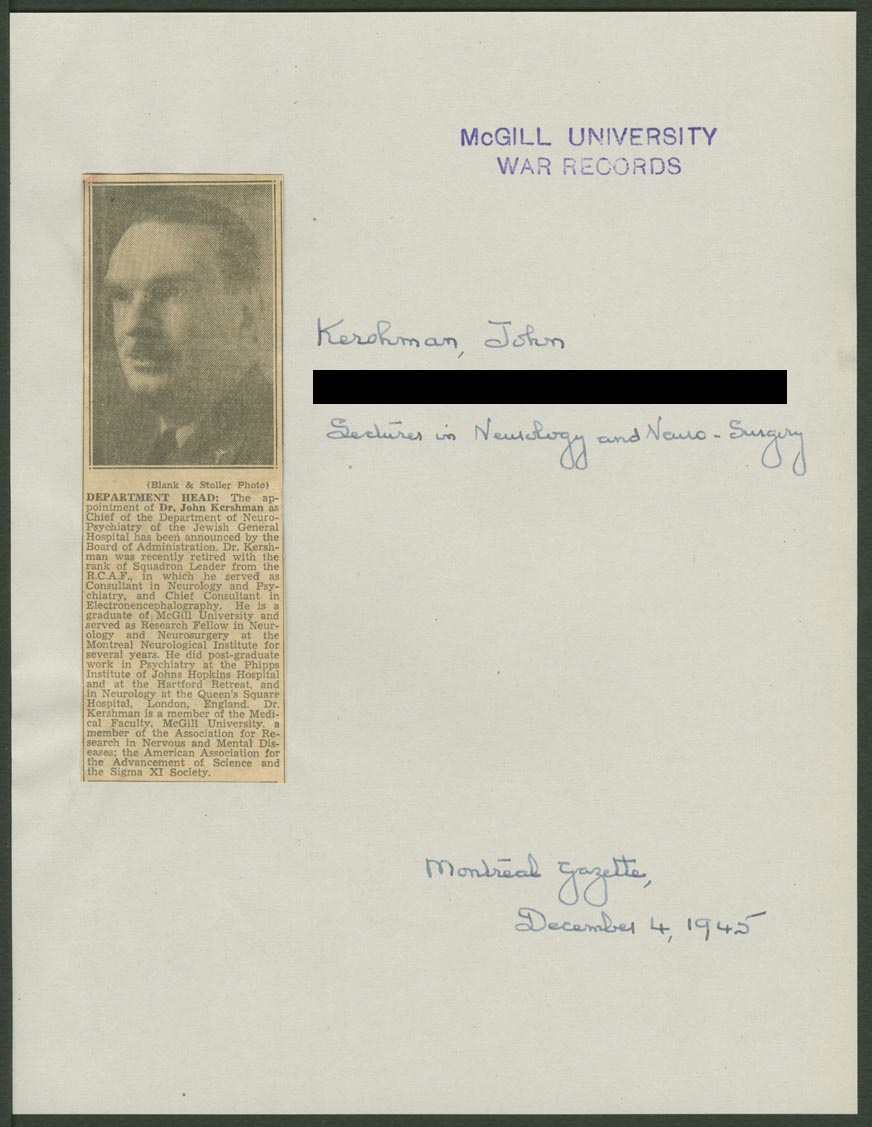 McGILL UNIVERSITY
WAR RECORDS
Kershman, John
Lectures in Neurology and Neuro-Surgery
(Blank & Stoller Photo)
DEPARTMENT HEAD: The ap-
pointment of Dr. John Kershman as
Chief of the Department of Neuro-
Psychiatry of the Jewish General
Hospital has been announced by the
Board of Administration. Dr. Kersh-
man was recently retired with the
rank of Squadron Leader from the
R.C.A.F., in which he served as
Consultant in Neurology and Psy-
chiatry, and Chief Consultant in
Electronencephalography. He is a
graduate of McGill University and
served as Research Fellow in Neur-
ology and Neurosurgery at the
Montreal Neurological Institute for
several years. He did post-graduate
work in Psychiatry at the Phipps
Institute of Johns Hopkins Hospital
and at the Hartford Retreat, and
in Neurology at the Queen's Square
Hospital, London, England. Dr.
Kershman is a member of the Medi-
cal Faculty, McGill University, a
member of the Association for Re-
search in Nervous and Mental Dis-
eases; the American Association for
the Advancement of Science and
the Sigma XI Society.
Montreal Gazette,
December 4, 1945